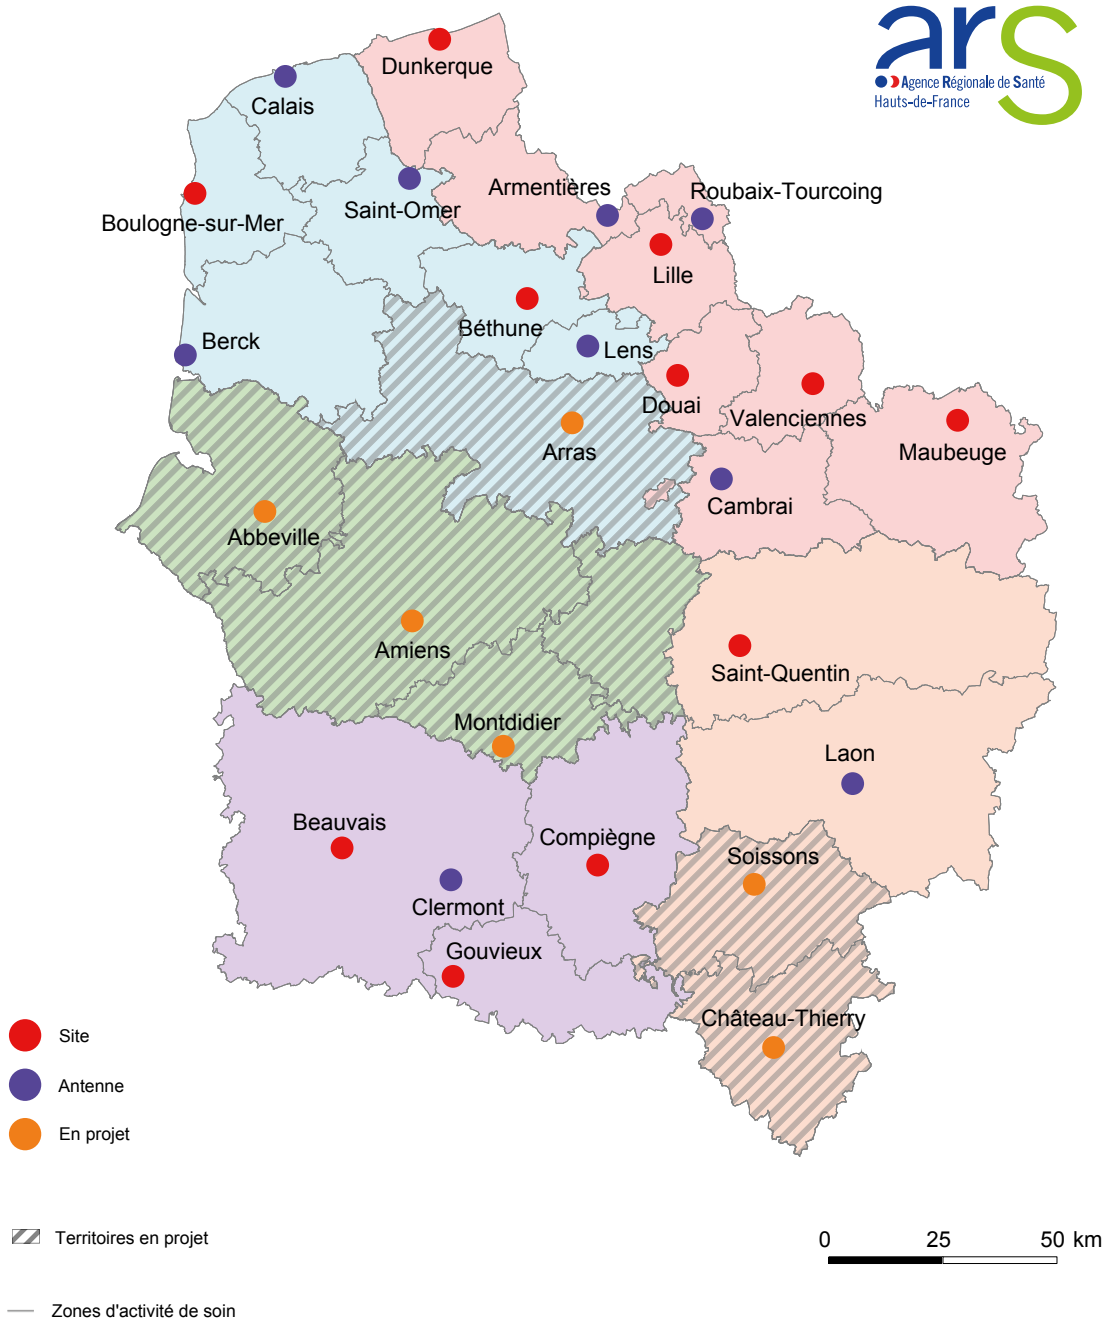 ars
Agence Régionale de Santé
Hauts-de-France
Dunkerque
Calais
Armentières
Roubaix-Tourcoing
Saint-Omer
Boulogne-sur-Mer
Lille
Béthune
Berck
Lens
Douai
Valenciennes
Arras
Maubeuge
Cambrai
Abbeville
Amiens
Saint-Quentin
Montdidier
Laon
Beauvais
Compiègne
Soissons
Clermont
Gouvieux
Château-Thierry
Site
Antenne
En projet
Territoires en projet
0 25 50 km
Zones d'activité de soin